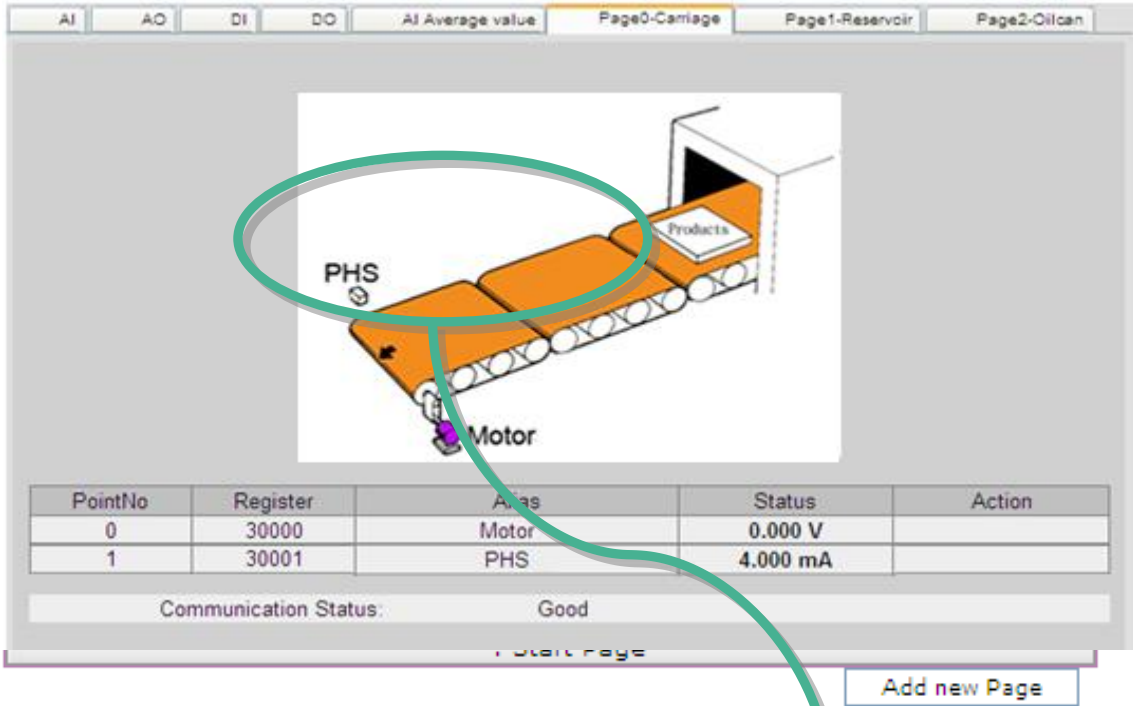 AI AO DI DO AI Average value Page0-Carriage Page1-Reservoir Page2-Oilcan
Products
PHS
Motor
PointNo Register Alias Status Action
0 30000 Motor 0.000 V
1 30001 PHS 4.000 mA
Communication Status: Good
Start Page
Add new Page